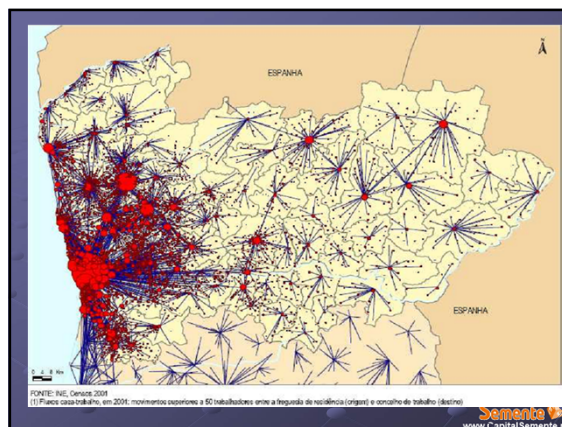 ESPANHA
ESPANHA
FONTE: INE, Censos 2001
(1) Fluxos casa-trabalho, em 2001; movimentos superiores a 50 trabalhadores entre a freguesia de residência (origem) e concelho de trabalho (destino)
Semente
www.CapitalSemente.